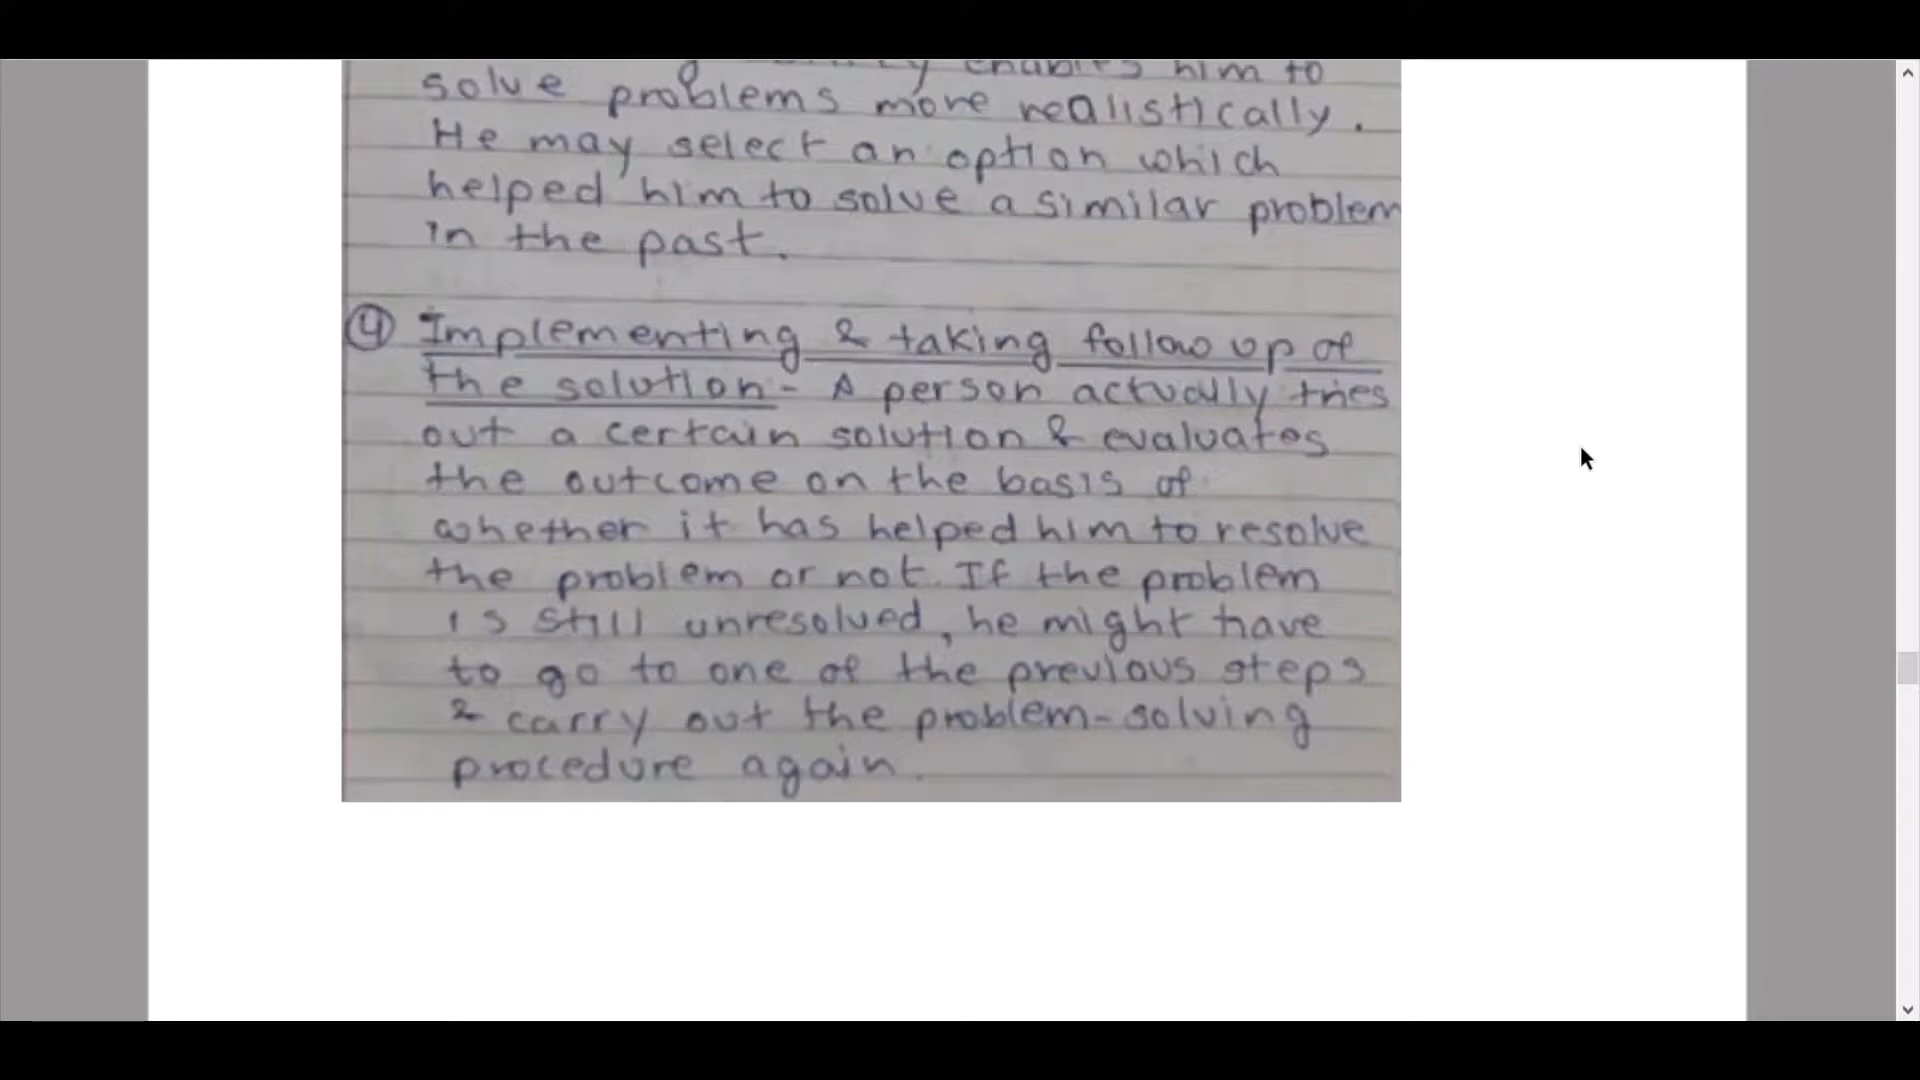 enables him to
solve problems more realistically.
He may select an option which
helped him to solve a similar problem
in the past.
④ Implementing & taking follow up of
the solution - A person actually tries
out a certain solution & evaluates
the outcome on the basis of
whether it has helped him to resolve
the problem or not. If the problem
is still unresolved, he might have
to go to one of the previous steps
& carry out the problem-solving
procedure again.